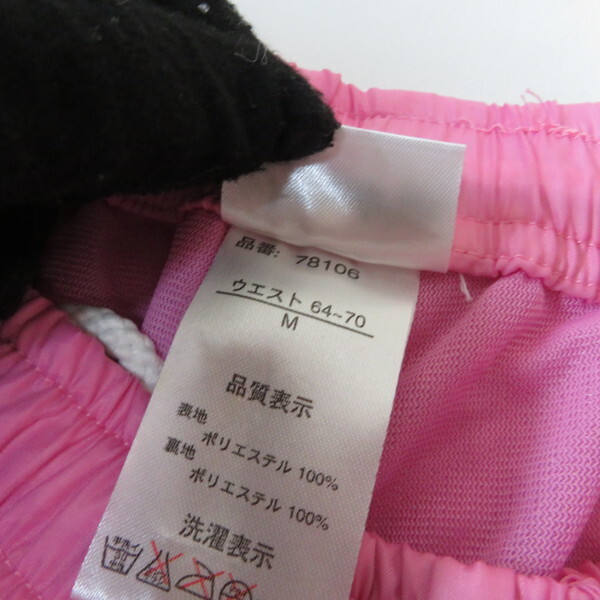 品番: 78106
ウエスト 64~70
M
品質表示
表地
ポリエステル 100%
裏地
ポリエステル 100%
洗濯表示